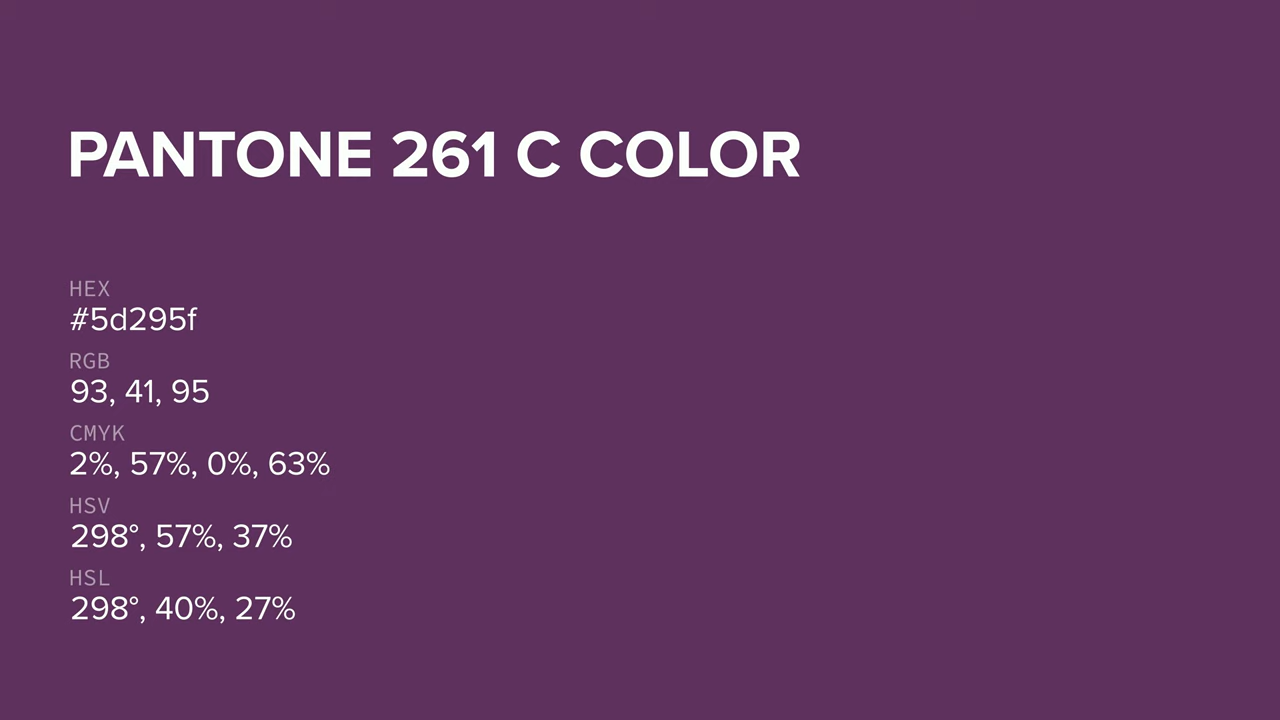 PANTONE 261 C COLOR
HEX
#5d295f
RGB
93, 41, 95
CMYK
2%, 57%, 0%, 63%
HSV
298°, 57%, 37%
HSL
298°, 40%, 27%